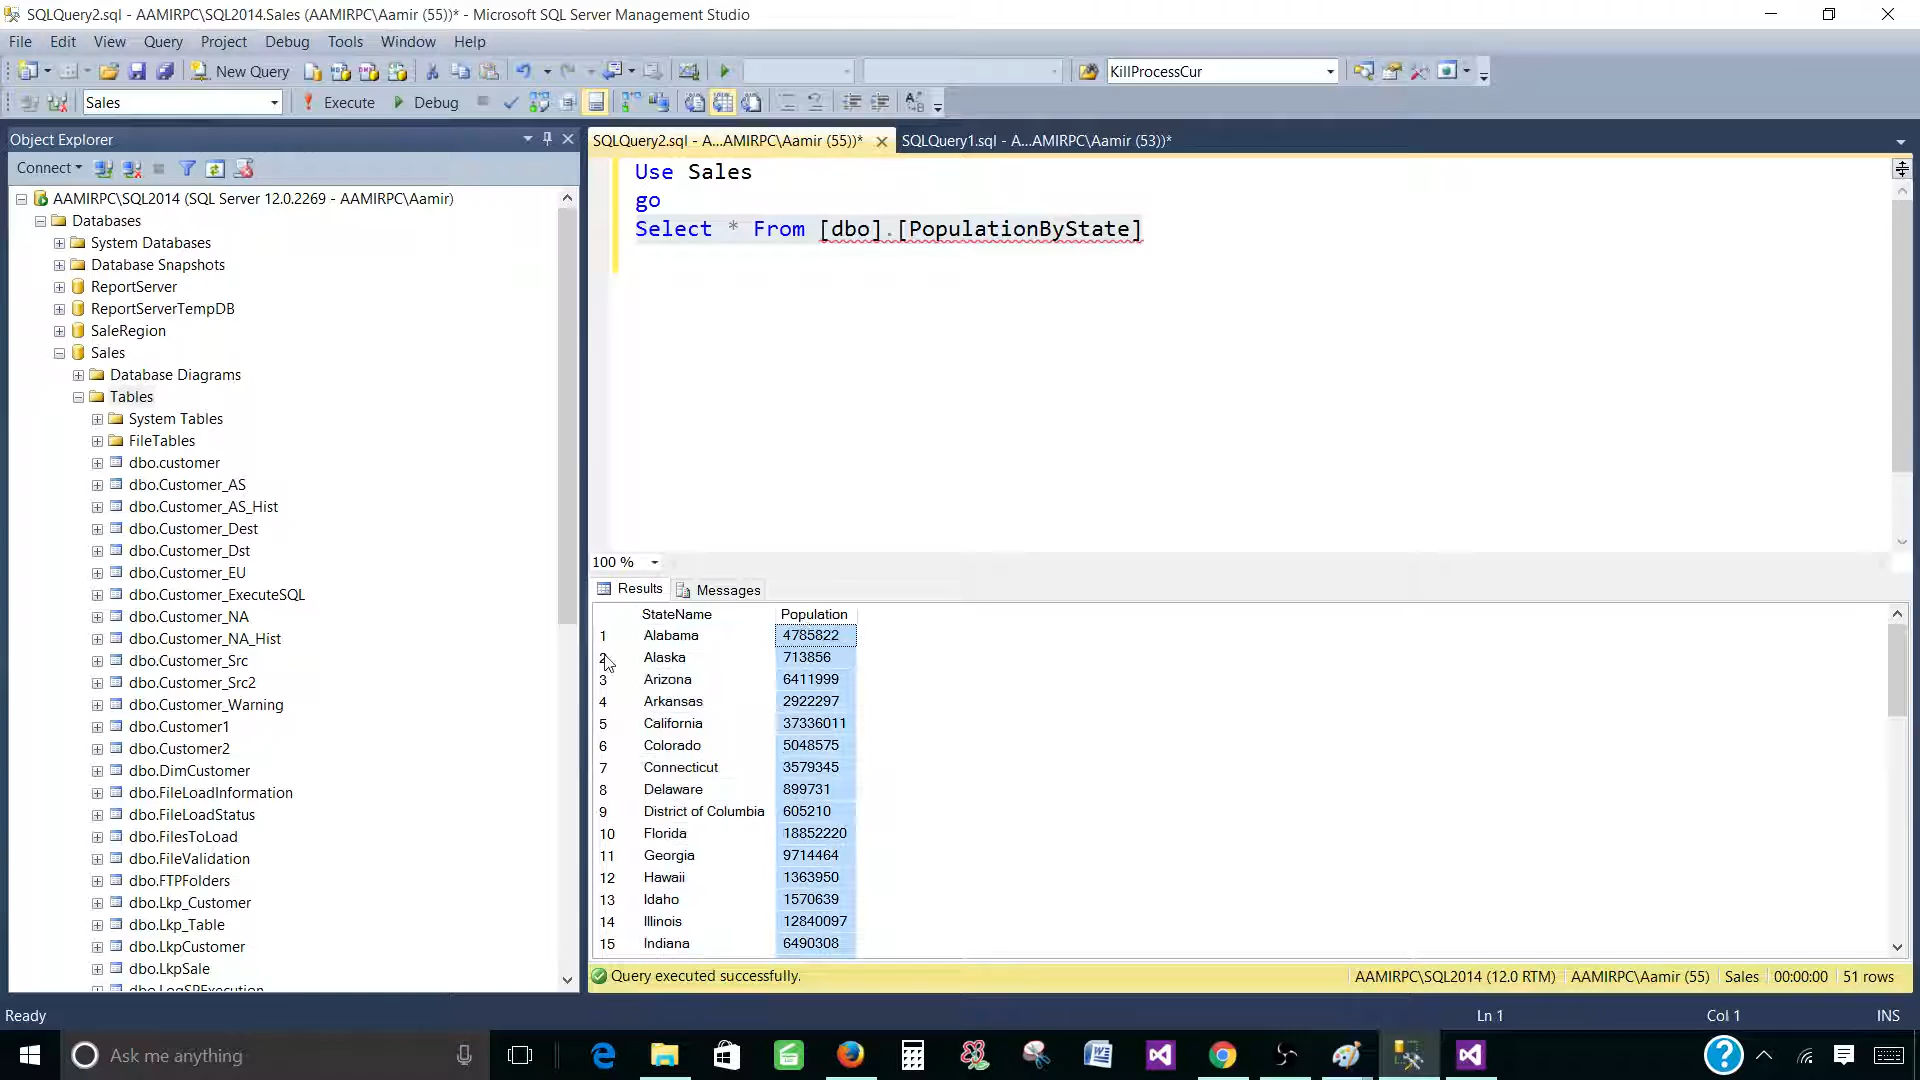 SQLQuery2.sql - AAMIRPC\SQL2014.Sales (AAMIRPC\Aamir (55))* - Microsoft SQL Server Management Studio
File Edit View Query Project Debug Tools Window Help
New Query KillProcessCur
Sales Execute Debug
Object Explorer
SQLQuery2.sql - A...AMIRPC\Aamir (55))* SQLQuery1.sql - A...AMIRPC\Aamir (53))*
Connect
AAMIRPC\SQL2014 (SQL Server 12.0.2269 - AAMIRPC\Aamir)
Databases
System Databases
Database Snapshots
ReportServer
ReportServerTempDB
SaleRegion
Sales
Database Diagrams
Tables
System Tables
FileTables
dbo.customer
dbo.Customer_AS
dbo.Customer_AS_Hist
dbo.Customer_Dest
dbo.Customer_Dst
dbo.Customer_EU
dbo.Customer_ExecuteSQL
dbo.Customer_NA
dbo.Customer_NA_Hist
dbo.Customer_Src
dbo.Customer_Src2
dbo.Customer_Warning
dbo.Customer1
dbo.Customer2
dbo.DimCustomer
dbo.FileLoadInformation
dbo.FileLoadStatus
dbo.FilesToLoad
dbo.FileValidation
dbo.FTPFolders
dbo.Lkp_Customer
dbo.Lkp_Table
dbo.LkpCustomer
dbo.LkpSale
dbo.LogSPExecution
Use Sales
go
Select * From [dbo].[PopulationByState]
100 %
Results Messages
StateName Population
1 Alabama 4785822
2 Alaska 713856
3 Arizona 6411999
4 Arkansas 2922297
5 California 37336011
6 Colorado 5048575
7 Connecticut 3579345
8 Delaware 899731
9 District of Columbia 605210
10 Florida 18852220
11 Georgia 9714464
12 Hawaii 1363950
13 Idaho 1570639
14 Illinois 12840097
15 Indiana 6490308
Query executed successfully. AAMIRPC\SQL2014 (12.0 RTM) AAMIRPC\Aamir (55) Sales 00:00:00 51 rows
Ready Ln 1 Col 1 INS
Ask me anything